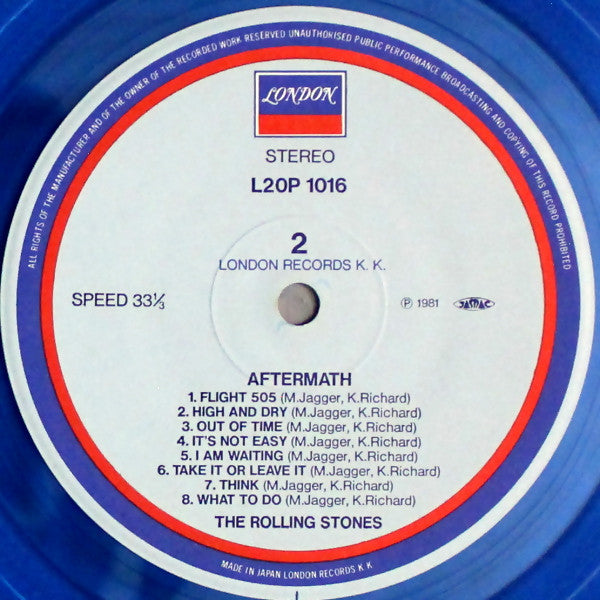 ALL RIGHTS OF THE MANUFACTURER AND OF THE OWNER OF THE RECORDED WORK RESERVED UNAUTHORISED PUBLIC PERFORMANCE BROADCASTING AND COPYING OF THIS RECORD PROHIBITED
LONDON
STEREO
L20P 1016
2
LONDON RECORDS K. K.
SPEED 33⅓
Ⓟ 1981 JASRAC
AFTERMATH
1. FLIGHT 505 (M.Jagger, K.Richard)
2. HIGH AND DRY (M.Jagger, K.Richard)
3. OUT OF TIME (M.Jagger, K.Richard)
4. IT'S NOT EASY (M.Jagger, K.Richard)
5. I AM WAITING (M.Jagger, K.Richard)
6. TAKE IT OR LEAVE IT (M.Jagger, K.Richard)
7. THINK (M.Jagger, K.Richard)
8. WHAT TO DO (M.Jagger, K.Richard)
THE ROLLING STONES
MADE IN JAPAN LONDON RECORDS K K